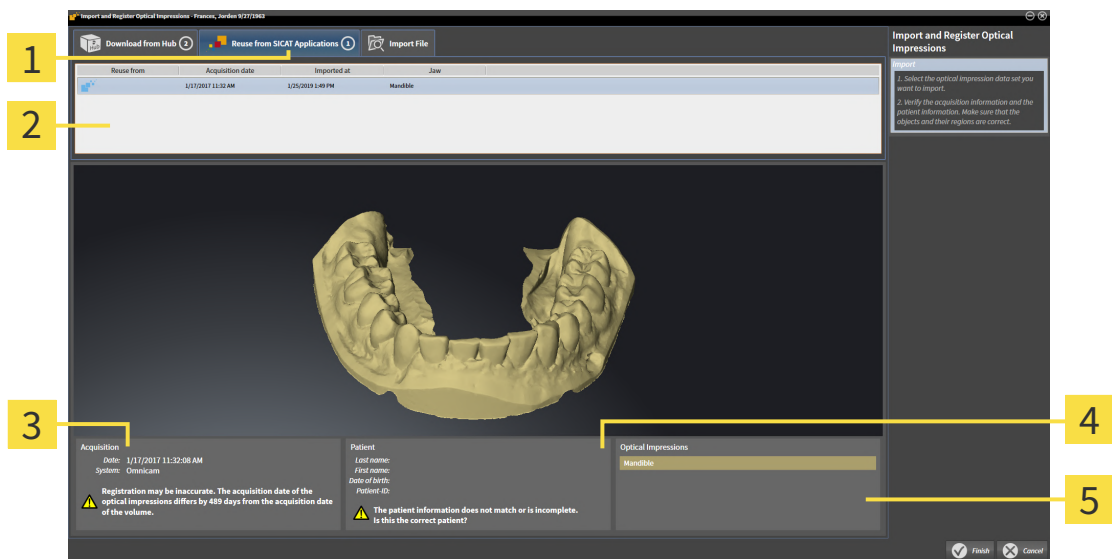 Import and Register Optical Impressions - Frances, Jorden 9/27/1963
Hub
Download from Hub 2
Reuse from SICAT Applications 1
Import File
Reuse from Acquisition date Imported at Jaw
1/17/2017 11:32 AM 1/25/2019 1:49 PM Mandible
Import and Register Optical
Impressions
Import
1. Select the optical impression data set you
want to import.
2. Verify the acquisition information and the
patient information. Make sure that the
objects and their regions are correct.
1
2
3
4
5
Acquisition
Date: 1/17/2017 11:32:08 AM
System: Omnicam
Registration may be inaccurate. The acquisition date of the
optical impressions differs by 489 days from the acquisition date
of the volume.
Patient
Last name:
First name:
Date of birth:
Patient-ID:
The patient information does not match or is incomplete.
Is this the correct patient?
Optical Impressions
Mandible
Finish
Cancel